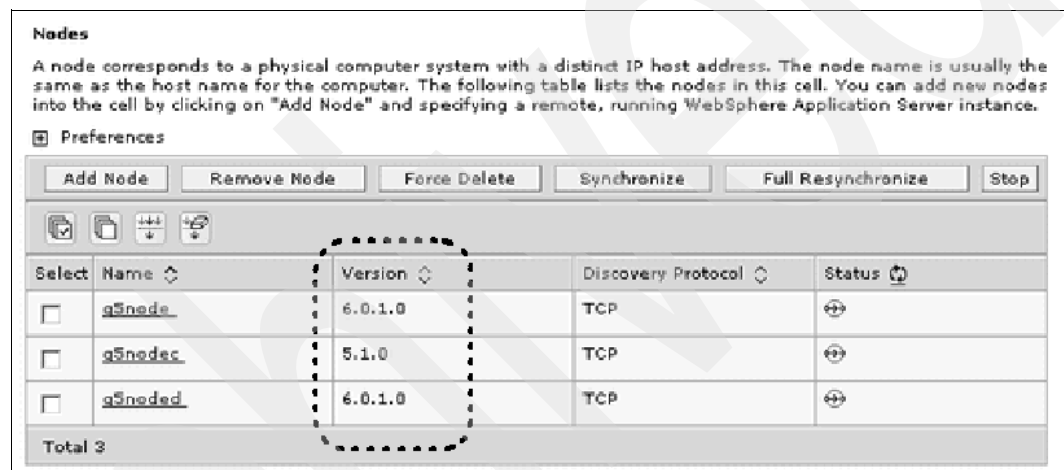 Nodes
A node corresponds to a physical computer system with a distinct IP host address. The node name is usually the
same as the host name for the computer. The following table lists the nodes in this cell. You can add new nodes
into the cell by clicking on "Add Node" and specifying a remote, running WebSphere Application Server instance.
Preferences
Add Node Remove Node Force Delete Synchronize Full Resynchronize Stop
Select Name Version Discovery Protocol Status
g5node 6.0.1.0 TCP
g5nodec 5.1.0 TCP
g5noded 6.0.1.0 TCP
Total 3